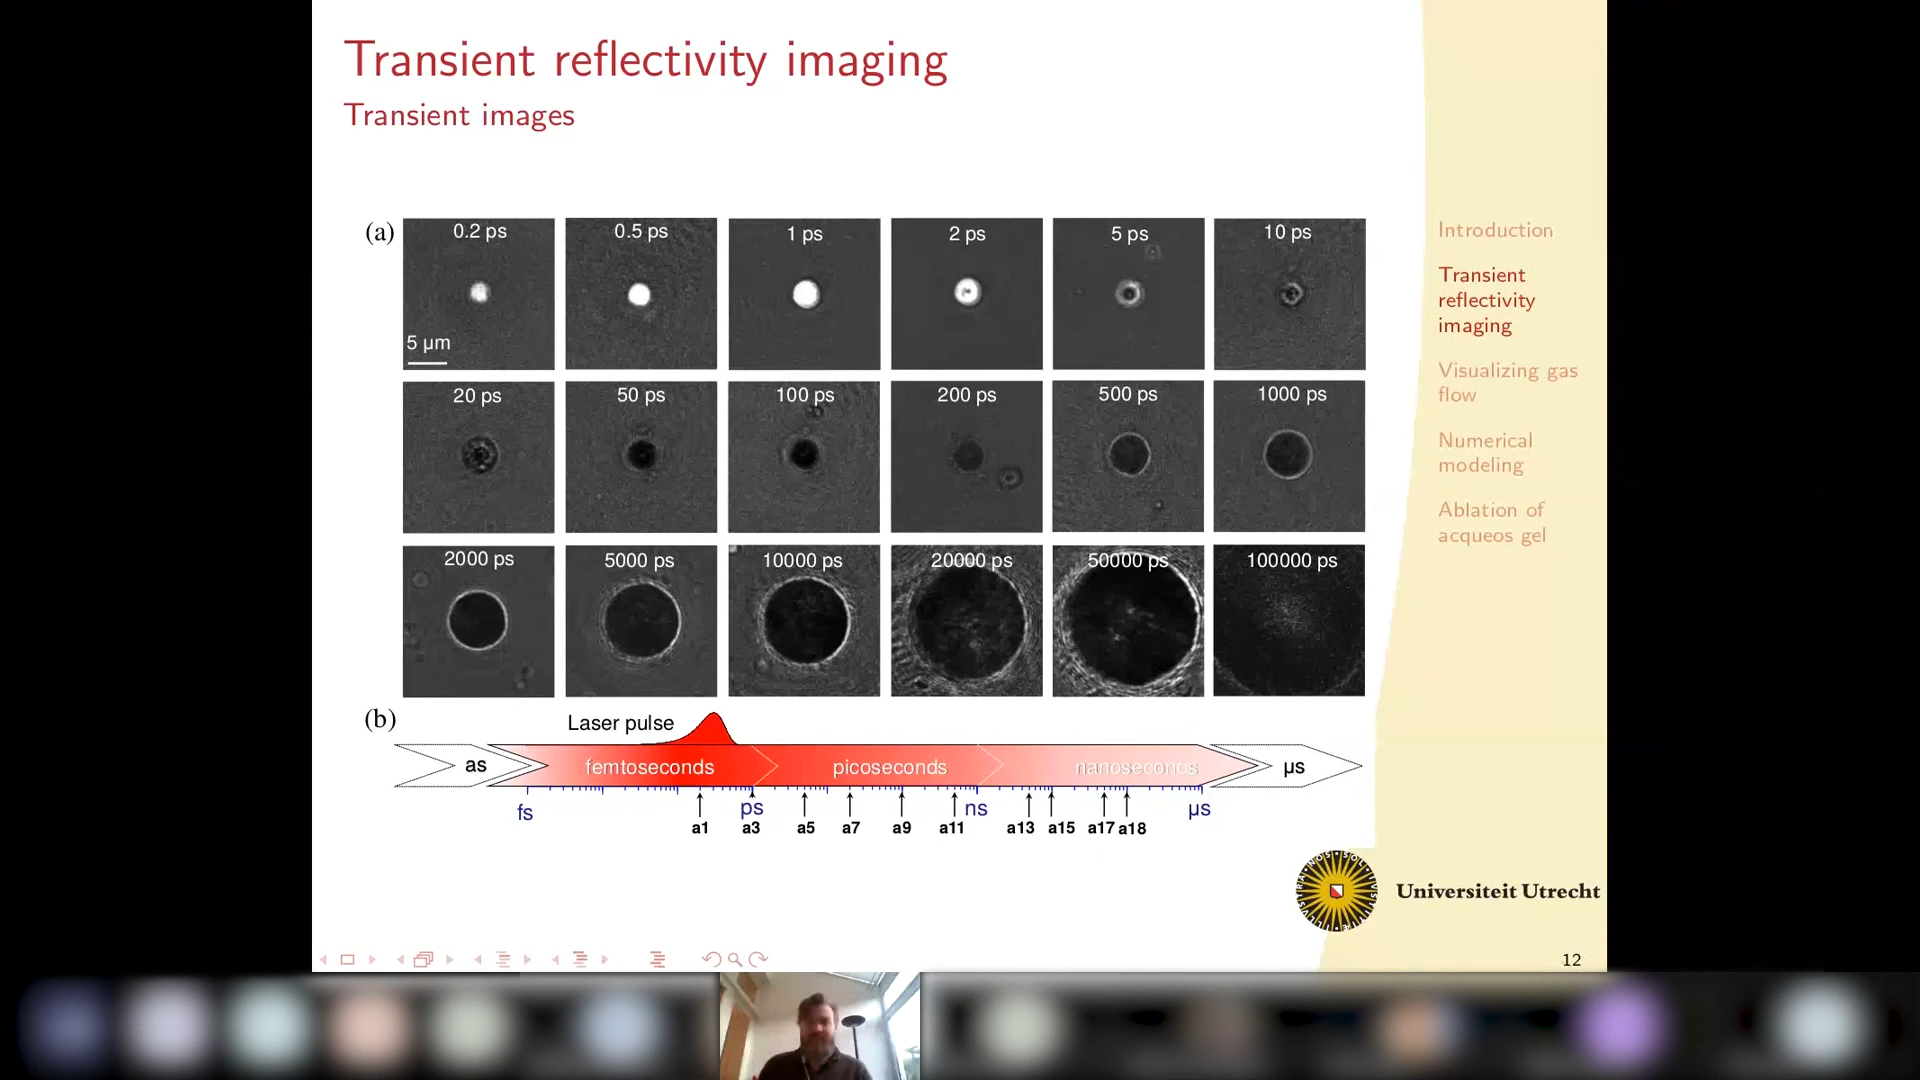 Transient reflectivity imaging
Transient images
(a)
0.2 ps
0.5 ps
1 ps
2 ps
5 ps
10 ps
5 µm
20 ps
50 ps
100 ps
200 ps
500 ps
1000 ps
2000 ps
5000 ps
10000 ps
20000 ps
50000 ps
100000 ps
(b)
Laser pulse
as
femtoseconds
picoseconds
nanoseconds
µs
fs
ps
ns
µs
a1
a3
a5
a7
a9
a11
a13
a15
a17
a18
Introduction
Transient
reflectivity
imaging
Visualizing gas
flow
Numerical
modeling
Ablation of
acqueos gel
Universiteit Utrecht
12